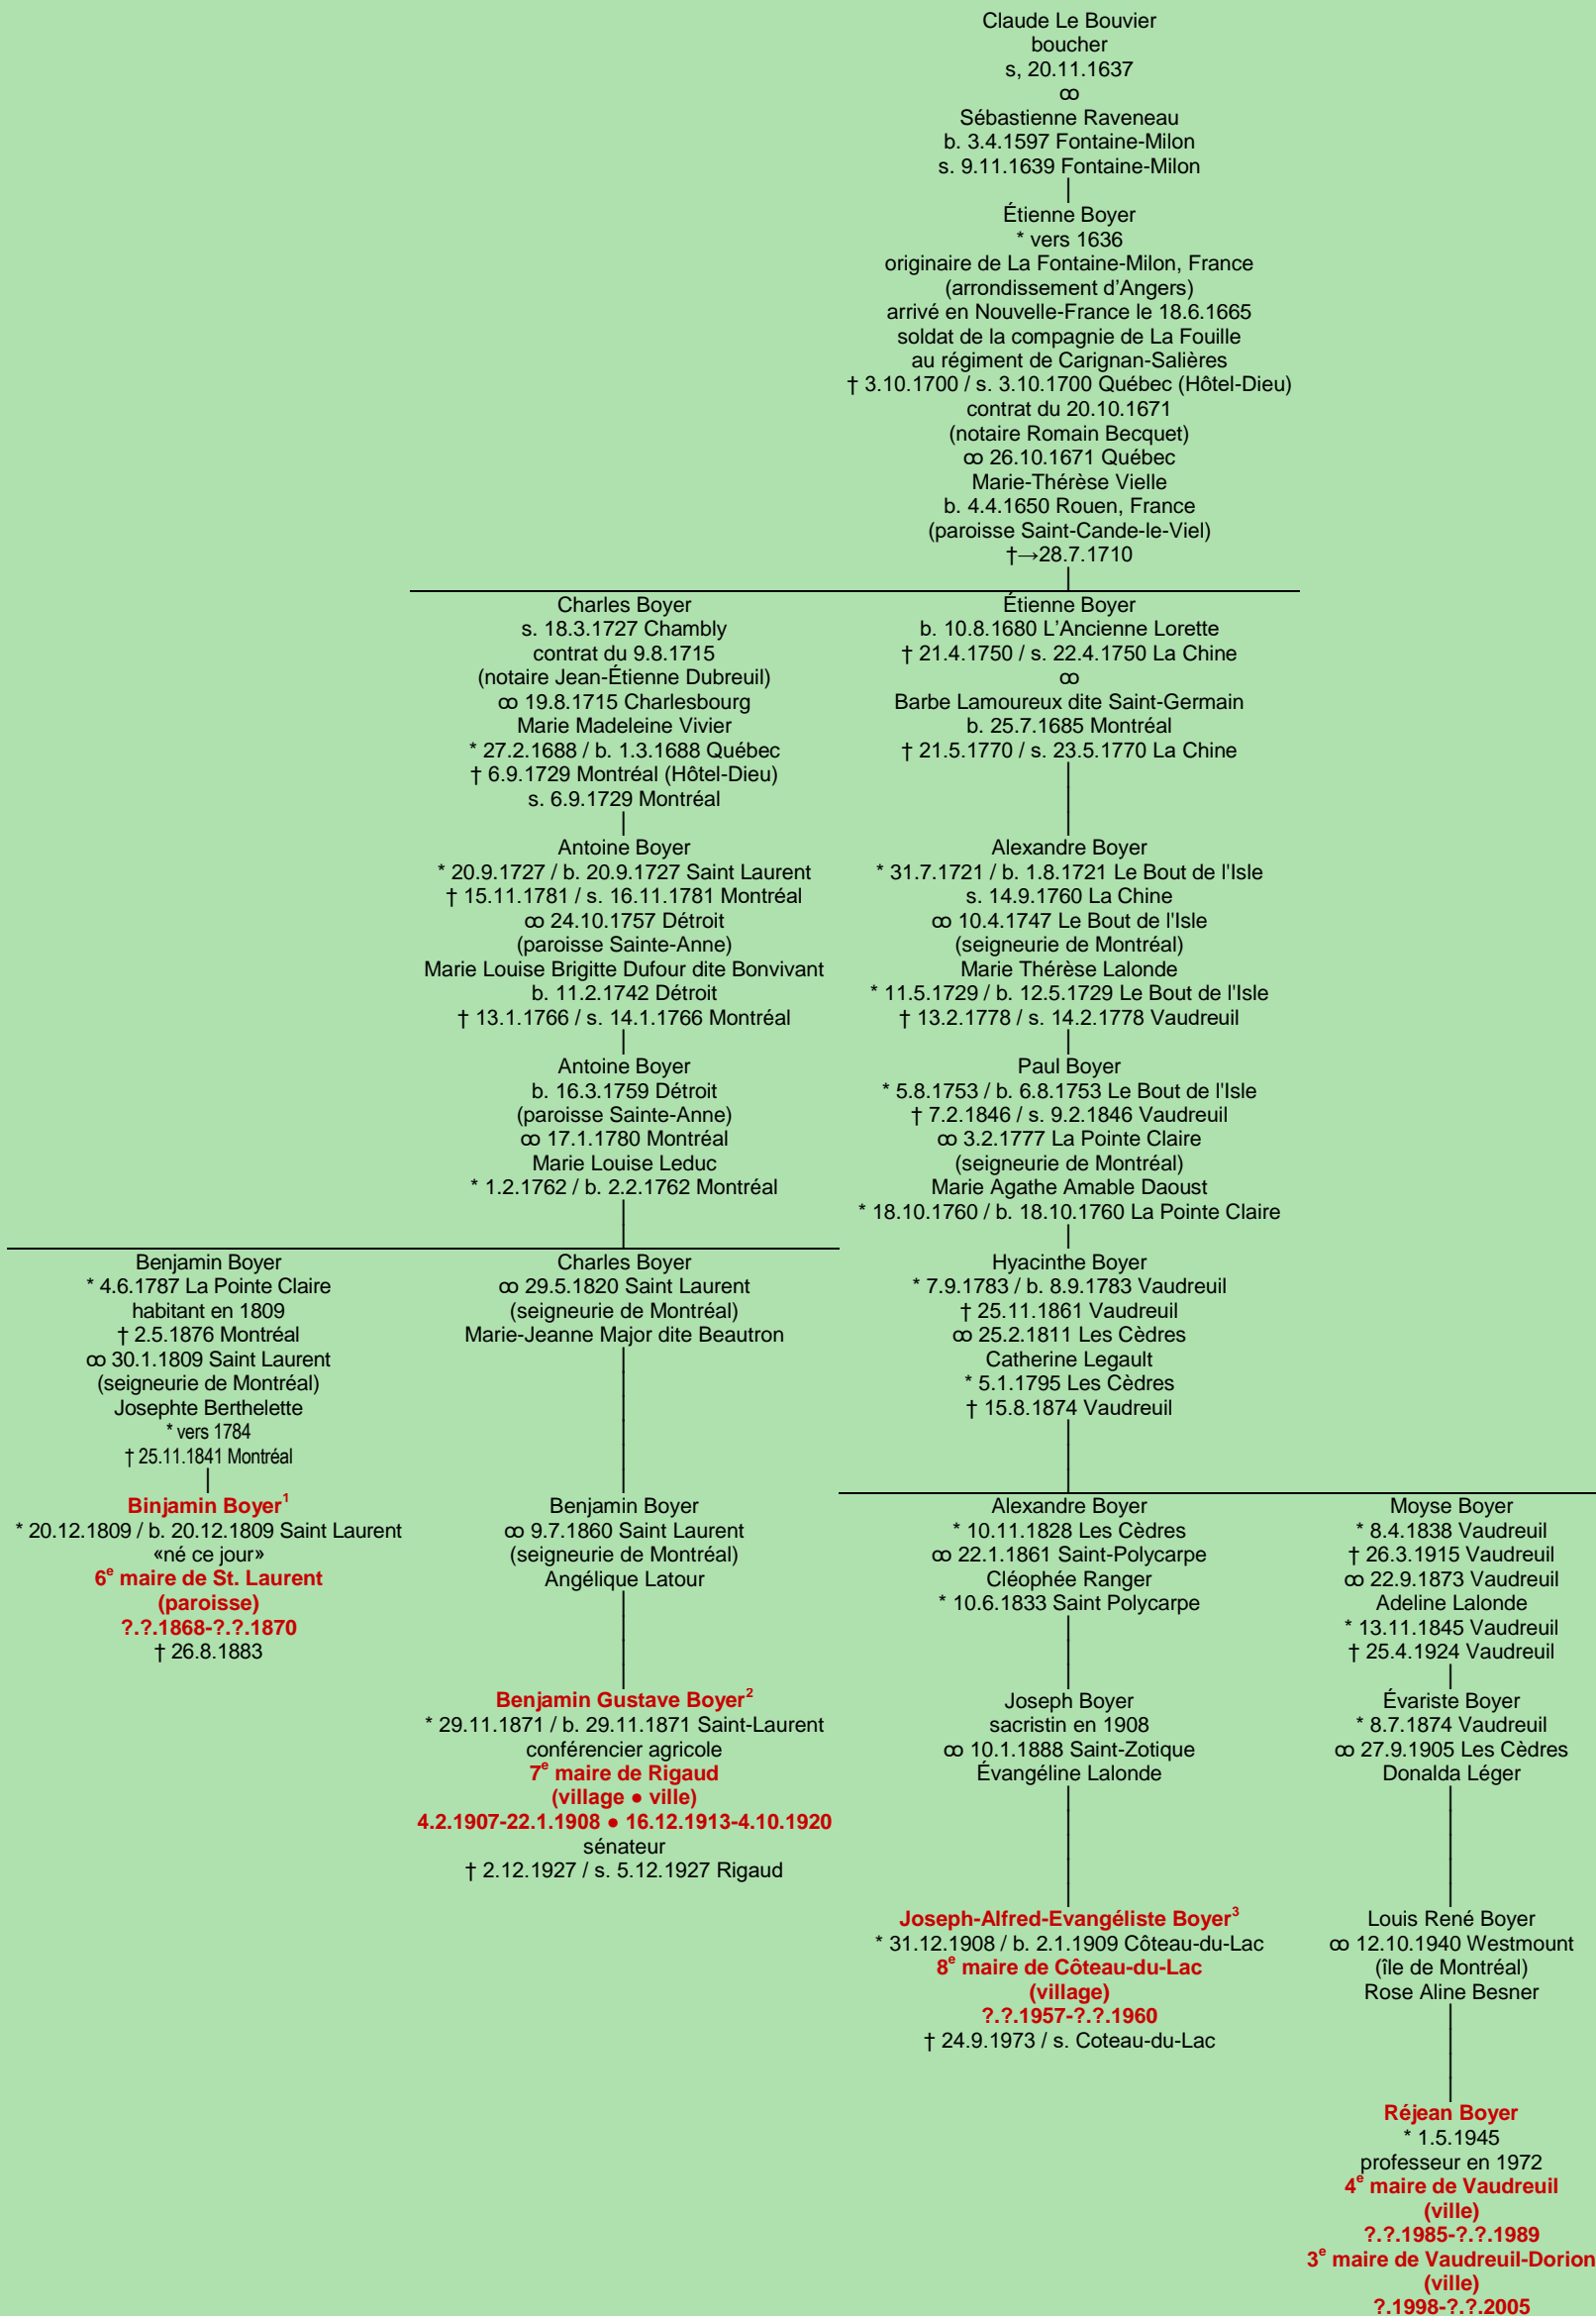 Claude Le Bouvier
boucher
s, 20.11.1637
ꝏ
Sébastienne Raveneau
b. 3.4.1597 Fontaine-Milon
s. 9.11.1639 Fontaine-Milon
Étienne Boyer
* vers 1636
originaire de La Fontaine-Milon, France
(arrondissement d'Angers)
arrivé en Nouvelle-France le 18.6.1665
soldat de la compagnie de La Fouille
au régiment de Carignan-Salières
† 3.10.1700 / s. 3.10.1700 Québec (Hôtel-Dieu)
contrat du 20.10.1671
(notaire Romain Becquet)
ꝏ 26.10.1671 Québec
Marie-Thérèse Vielle
b. 4.4.1650 Rouen, France
(paroisse Saint-Cande-le-Viel)
†→28.7.1710
Charles Boyer
s. 18.3.1727 Chambly
contrat du 9.8.1715
(notaire Jean-Étienne Dubreuil)
ꝏ 19.8.1715 Charlesbourg
Marie Madeleine Vivier
* 27.2.1688 / b. 1.3.1688 Québec
† 6.9.1729 Montréal (Hôtel-Dieu)
s. 6.9.1729 Montréal
Étienne Boyer
b. 10.8.1680 L'Ancienne Lorette
† 21.4.1750 / s. 22.4.1750 La Chine
ꝏ
Barbe Lamoureux dite Saint-Germain
b. 25.7.1685 Montréal
† 21.5.1770 / s. 23.5.1770 La Chine
Antoine Boyer
* 20.9.1727 / b. 20.9.1727 Saint Laurent
† 15.11.1781 / s. 16.11.1781 Montréal
ꝏ 24.10.1757 Détroit
(paroisse Sainte-Anne)
Marie Louise Brigitte Dufour dite Bonvivant
b. 11.2.1742 Détroit
† 13.1.1766 / s. 14.1.1766 Montréal
Alexandre Boyer
* 31.7.1721 / b. 1.8.1721 Le Bout de l'Isle
s. 14.9.1760 La Chine
ꝏ 10.4.1747 Le Bout de l'Isle
(seigneurie de Montréal)
Marie Thérèse Lalonde
* 11.5.1729 / b. 12.5.1729 Le Bout de l'Isle
† 13.2.1778 / s. 14.2.1778 Vaudreuil
Antoine Boyer
b. 16.3.1759 Détroit
(paroisse Sainte-Anne)
ꝏ 17.1.1780 Montréal
Marie Louise Leduc
* 1.2.1762 / b. 2.2.1762 Montréal
Paul Boyer
* 5.8.1753 / b. 6.8.1753 Le Bout de l'Isle
† 7.2.1846 / s. 9.2.1846 Vaudreuil
ꝏ 3.2.1777 La Pointe Claire
(seigneurie de Montréal)
Marie Agathe Amable Daoust
* 18.10.1760 / b. 18.10.1760 La Pointe Claire
Benjamin Boyer
* 4.6.1787 La Pointe Claire
habitant en 1809
† 2.5.1876 Montréal
ꝏ 30.1.1809 Saint Laurent
(seigneurie de Montréal)
Josephte Berthelette
* vers 1784
† 25.11.1841 Montréal
Charles Boyer
ꝏ 29.5.1820 Saint Laurent
(seigneurie de Montréal)
Marie-Jeanne Major dite Beautron
Hyacinthe Boyer
* 7.9.1783 / b. 8.9.1783 Vaudreuil
† 25.11.1861 Vaudreuil
ꝏ 25.2.1811 Les Cèdres
Catherine Legault
* 5.1.1795 Les Cèdres
† 15.8.1874 Vaudreuil
Binjamin Boyer¹
* 20.12.1809 / b. 20.12.1809 Saint Laurent
«né ce jour»
6e maire de St. Laurent
(paroisse)
?.?.1868-?.?.1870
† 26.8.1883
Benjamin Boyer
ꝏ 9.7.1860 Saint Laurent
(seigneurie de Montréal)
Angélique Latour
Alexandre Boyer
* 10.11.1828 Les Cèdres
ꝏ 22.1.1861 Saint-Polycarpe
Cléophée Ranger
* 10.6.1833 Saint Polycarpe
Moyse Boyer
* 8.4.1838 Vaudreuil
† 26.3.1915 Vaudreuil
ꝏ 22.9.1873 Vaudreuil
Adeline Lalonde
* 13.11.1845 Vaudreuil
† 25.4.1924 Vaudreuil
Benjamin Gustave Boyer²
* 29.11.1871 / b. 29.11.1871 Saint-Laurent
conférencier agricole
7e maire de Rigaud
(village ● ville)
4.2.1907-22.1.1908 ● 16.12.1913-4.10.1920
sénateur
† 2.12.1927 / s. 5.12.1927 Rigaud
Joseph Boyer
sacristin en 1908
ꝏ 10.1.1888 Saint-Zotique
Évangéline Lalonde
Évariste Boyer
* 8.7.1874 Vaudreuil
ꝏ 27.9.1905 Les Cèdres
Donalda Léger
Joseph-Alfred-Evangéliste Boyer³
* 31.12.1908 / b. 2.1.1909 Côteau-du-Lac
8e maire de Côteau-du-Lac
(village)
?.?.1957-?.?.1960
† 24.9.1973 / s. Coteau-du-Lac
Louis René Boyer
ꝏ 12.10.1940 Westmount
(île de Montréal)
Rose Aline Besner
Réjean Boyer
* 1.5.1945
professeur en 1972
4e maire de Vaudreuil
(ville)
?.?.1985-?.?.1989
3e maire de Vaudreuil-Dorion
(ville)
?.1998-?.?.2005